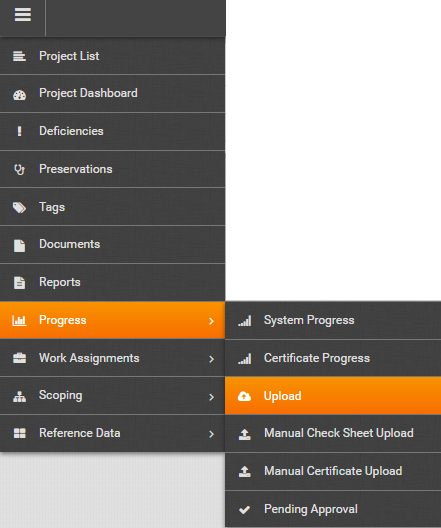 Project List
Project Dashboard
Deficiencies
Preservations
Tags
Documents
Reports
Progress
Work Assignments
Scoping
Reference Data
System Progress
Certificate Progress
Upload
Manual Check Sheet Upload
Manual Certificate Upload
Pending Approval